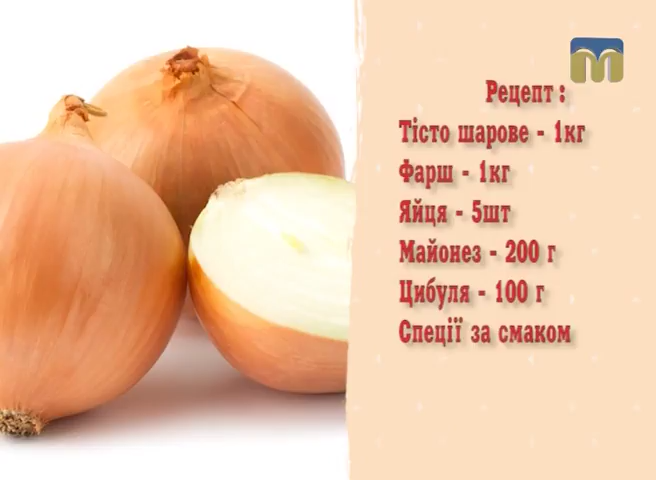 Рецепт :
Тісто шарове - 1кг
Фарш - 1кг
Яйця - 5шт
Майонез - 200 г
Цибуля - 100 г
Спеції за смаком